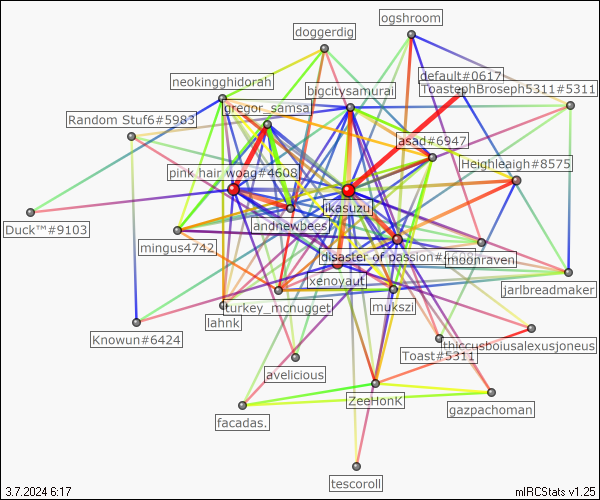 ogshroom
doggerdig
default#0617
neokingghidorah
bigcitysamurai
ToastephBroseph5311#5311
gregor_samsa
Random Stuf6#5983
asad#6947
Heighleaigh#8575
pink hair woag#4608
ikasuzu
Duck™#9103
andnewbees
mingus4742
disaster of passion#
moonraven
xenoyaut
jarlbreadmaker
turkey_mcnugget
mukszi
lahnk
Knowun#6424
thiccusboiusalexusjoneus
Toast#5311
avelicious
ZeeHonK
gazpachoman
facadas.
tescoroll
3.7.2024 6:17
mIRCStats v1.25